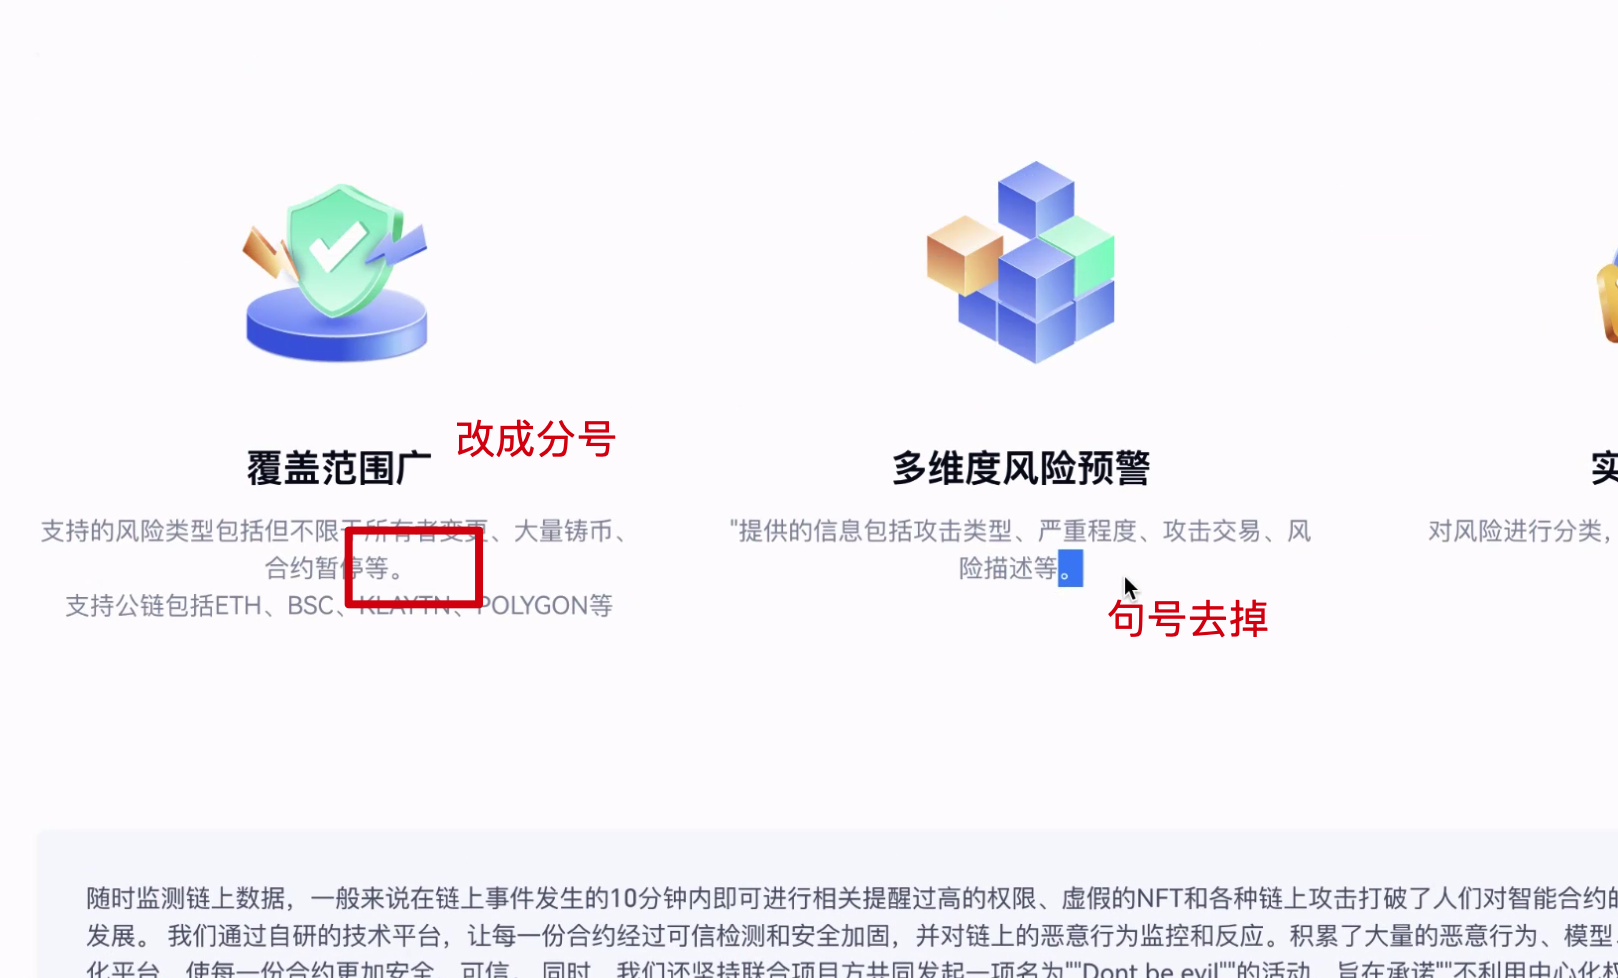 改成分号
覆盖范围广
多维度风险预警
实
支持的风险类型包括但不限于所有者变更、大量铸币、
合约暂停等。
支持公链包括ETH、BSC、KLAYTN、POLYGON等
"提供的信息包括攻击类型、严重程度、攻击交易、风
险描述等。
句号去掉
对风险进行分类，
随时监测链上数据，一般来说在链上事件发生的10分钟内即可进行相关提醒过高的权限、虚假的NFT和各种链上攻击打破了人们对智能合约的
发展。 我们通过自研的技术平台，让每一份合约经过可信检测和安全加固，并对链上的恶意行为监控和反应。积累了大量的恶意行为、模型、
化平台，使每一份合约更加安全、可信。 同时，我们还坚持联合项目方共同发起一项名为""Dont be evil""的活动，旨在承诺""不利用中心化